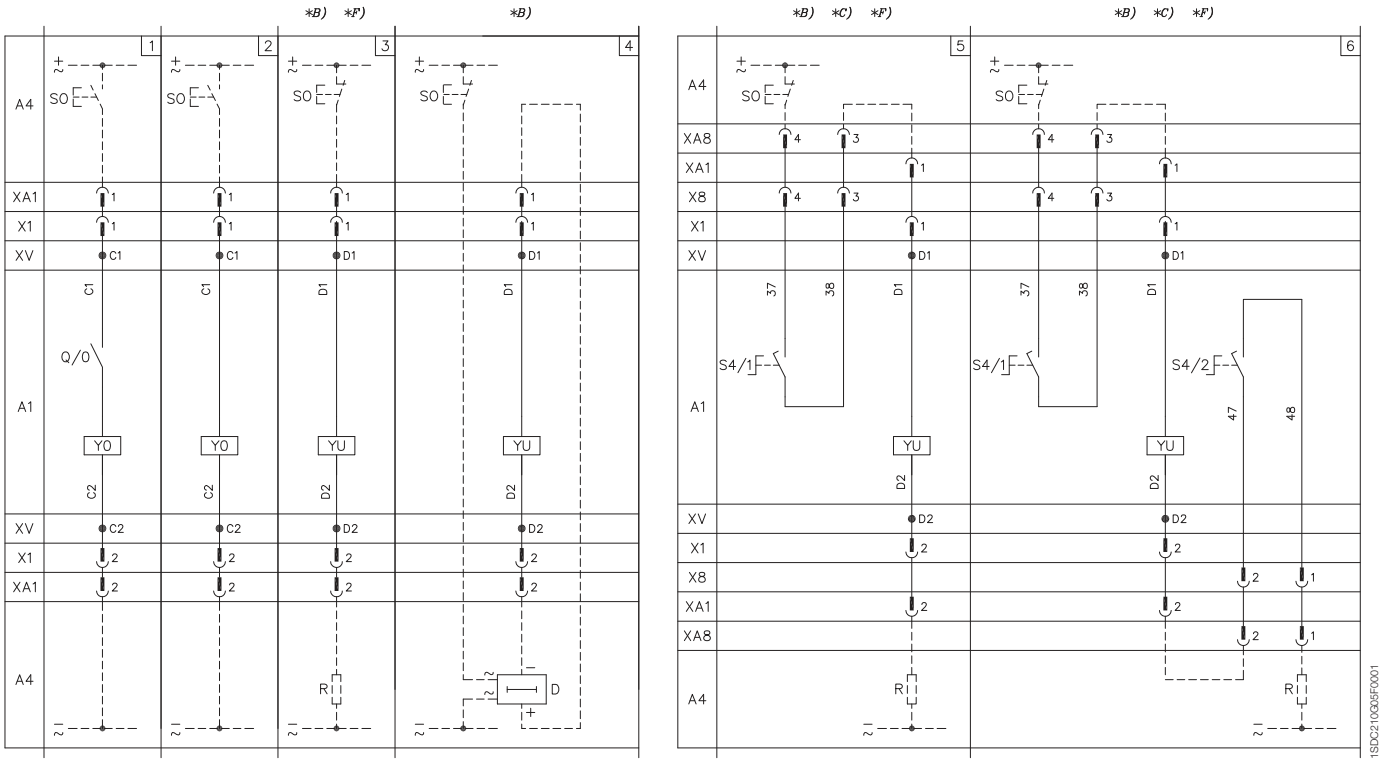 *B) *F) *B) *B) *C) *F) *B) *C) *F)
1 2 3 4 5 6
+ + + + + +
~ ~ ~ ~ ~ ~
A4 SO SO SO SO A4 SO SO
XA8 4 3 4 3
XA1 1 1
XA1 1 1 1 1 X8 4 3 4 3
X1 1 1 1 1 X1 1 1
XV C1 C1 D1 D1 XV D1 D1
C1 C1 D1 D1 37 38 D1 37 38 D1
Q/0 S4/1 S4/1 S4/2
A1 A1 47 48
YO YO YU YU YU YU
C2 C2 D2 D2 D2 D2
XV C2 C2 D2 D2 XV D2 D2
X1 2 2 2 2 X1 2 2
XA1 2 2 2 2 X8 2 1
XA1 2 2
XA8 2 1
A4 R ~ ~ − D + A4 R R
− − − − − −
~ ~ ~ ~ ~ ~
1SDC210G05F0001